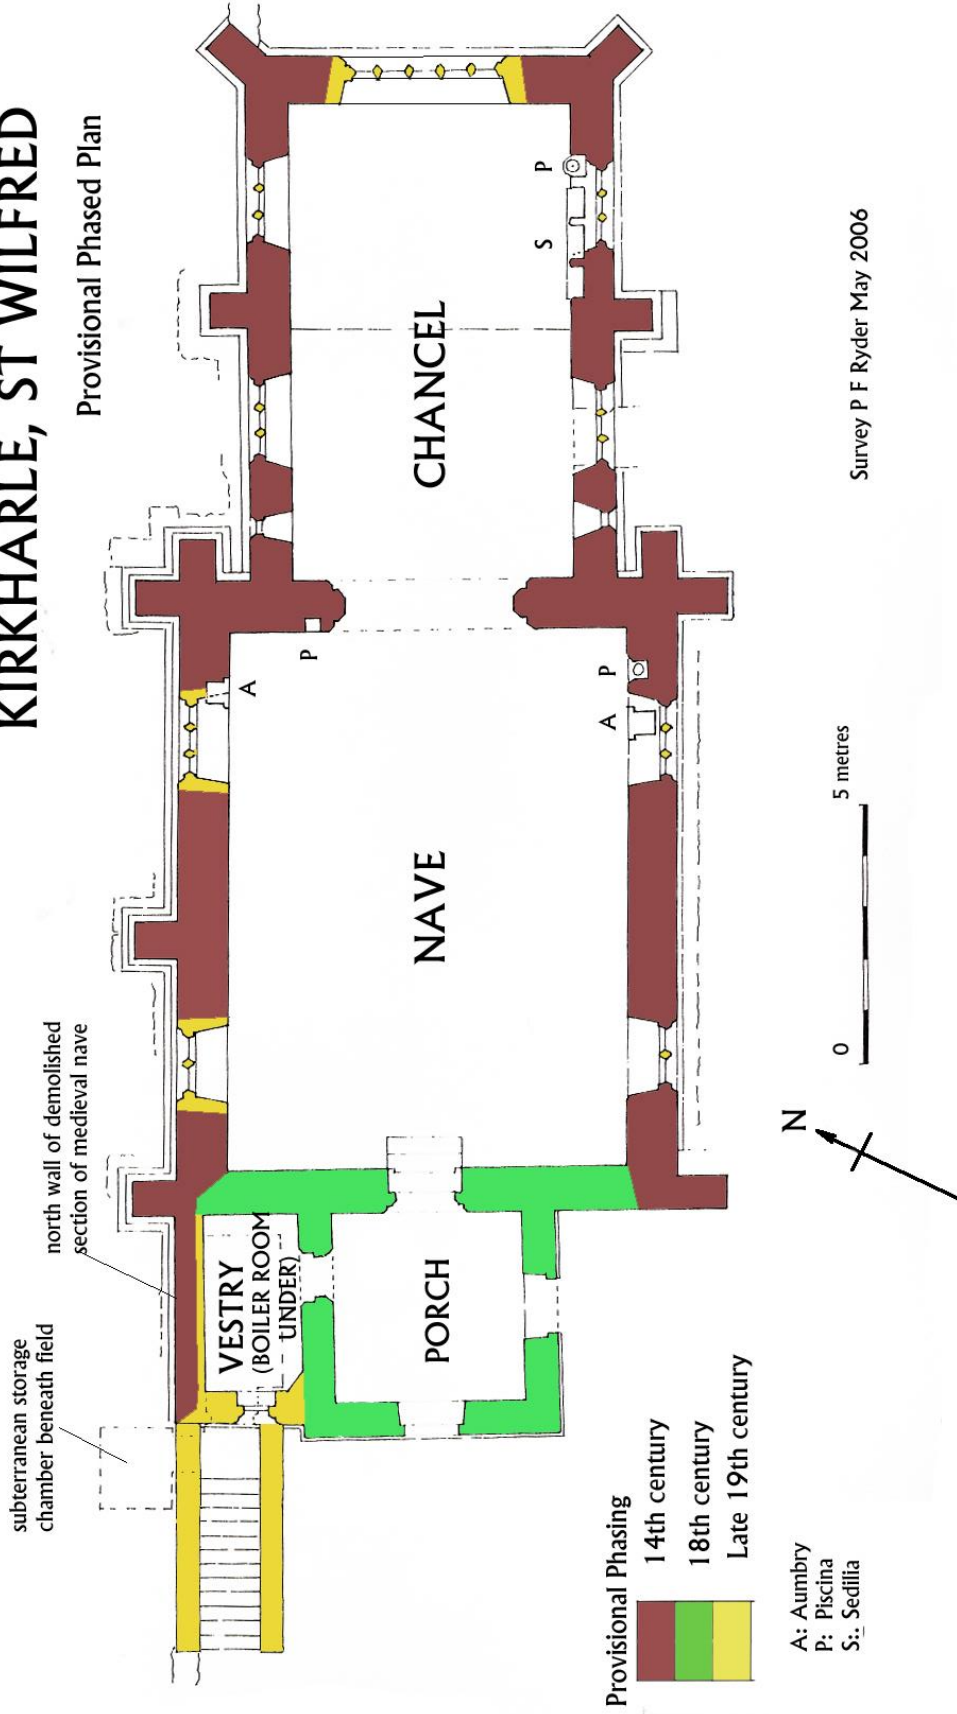 KIRKHARLE, ST WILFRED
Provisional Phased Plan
subterranean storage
chamber beneath field
north wall of demolished
section of medieval nave
VESTRY
(BOILER ROOM
UNDER)
PORCH
NAVE
CHANCEL
A
P
A
P
S
P
Survey P F Ryder May 2006
N
0
5 metres
Provisional Phasing
14th century
18th century
Late 19th century
A: Aumbry
P: Piscina
S:. Sedilia